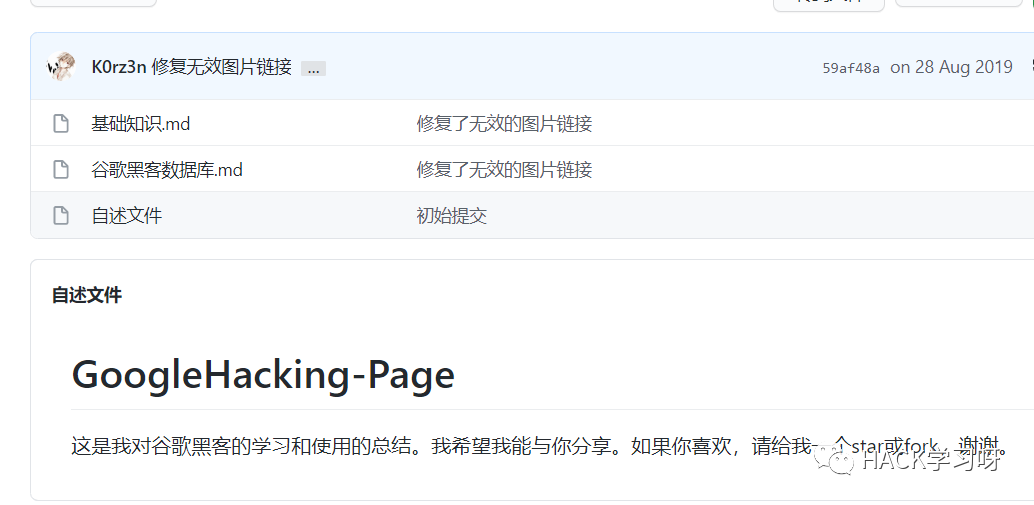 K0rz3n 修复无效图片链接 ... 59af48a on 28 Aug 2019
基础知识.md 修复了无效的图片链接
谷歌黑客数据库.md 修复了无效的图片链接
自述文件 初始提交
自述文件
GoogleHacking-Page
这是我对谷歌黑客的学习和使用的总结。我希望我能与你分享。如果你喜欢，请给我一个star或fork，谢谢。
HACK学习呀